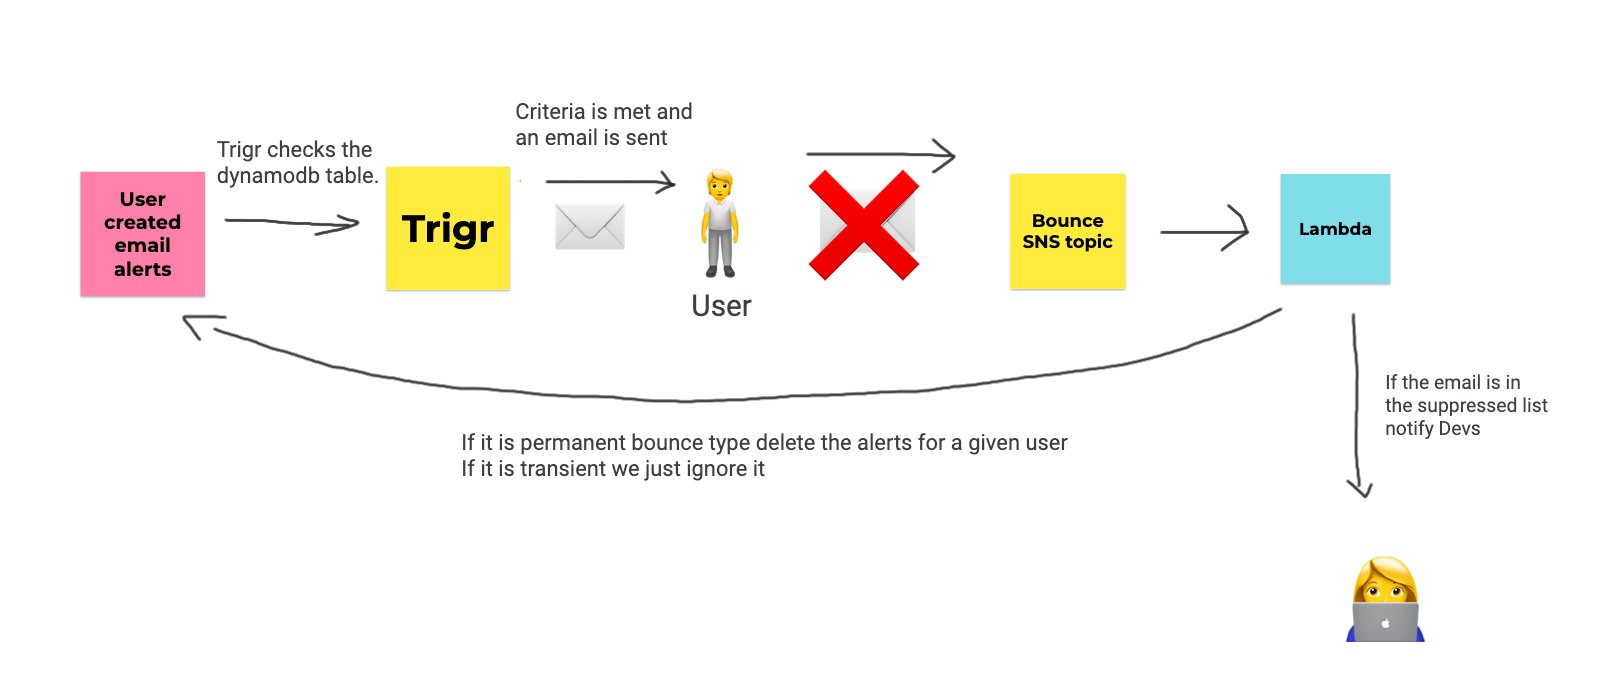 Criteria is met and
an email is sent
Trigr checks the
dynamodb table.
User
created
email
alerts
Trigr
User
Bounce
SNS topic
Lambda
If the email is in
the suppressed list
notify Devs
If it is permanent bounce type delete the alerts for a given user
If it is transient we just ignore it